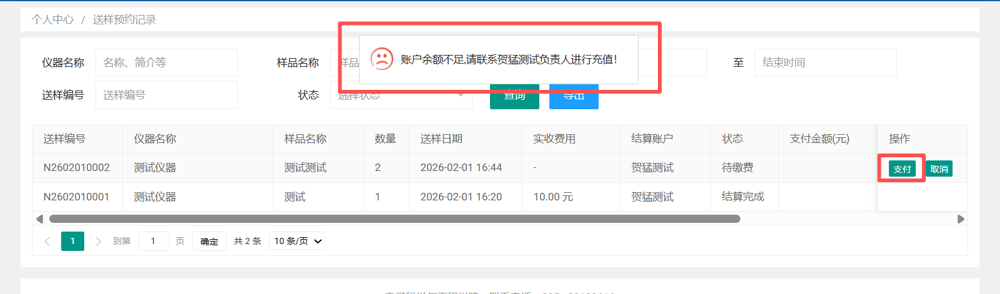 个人中心 / 送样预约记录
账户余额不足,请联系贺猛测试负责人进行充值!
仪器名称 名称、简介等 样品名称 样品 至 结束时间
送样编号 送样编号 状态 选择状态 查询 导出
送样编号 仪器名称 样品名称 数量 送样日期 实收费用 结算账户 状态 支付金额(元) 操作
N2602010002 测试仪器 测试测试 2 2026-02-01 16:44 - 贺猛测试 待缴费 支付 取消
N2602010001 测试仪器 测试 1 2026-02-01 16:20 10.00 元 贺猛测试 结算完成
1 到第 1 页 确定 共 2 条 10 条/页